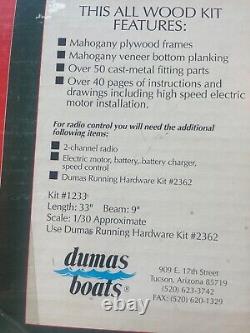 THIS ALL WOOD KIT
FEATURES:
Mahogany plywood frames
Mahogany veneer bottom planking
Over 50 cast-metal fitting parts
Over 40 pages of instructions and
drawings including high speed electric
motor installation.
For radio control you will need the additional
following items:
2-channel radio
Electric motor, battery, battery charger,
speed control
Dumas Running Hardware Kit #2362
Kit #1233
Length: 33" Beam: 9"
Scale: 1/30 Approximate
Use Dumas Running Hardware Kit #2362
dumas
boats®
909 E. 17th Street
Tucson, Arizona 85719
(520) 623-3742
FAX: (520) 620-1329